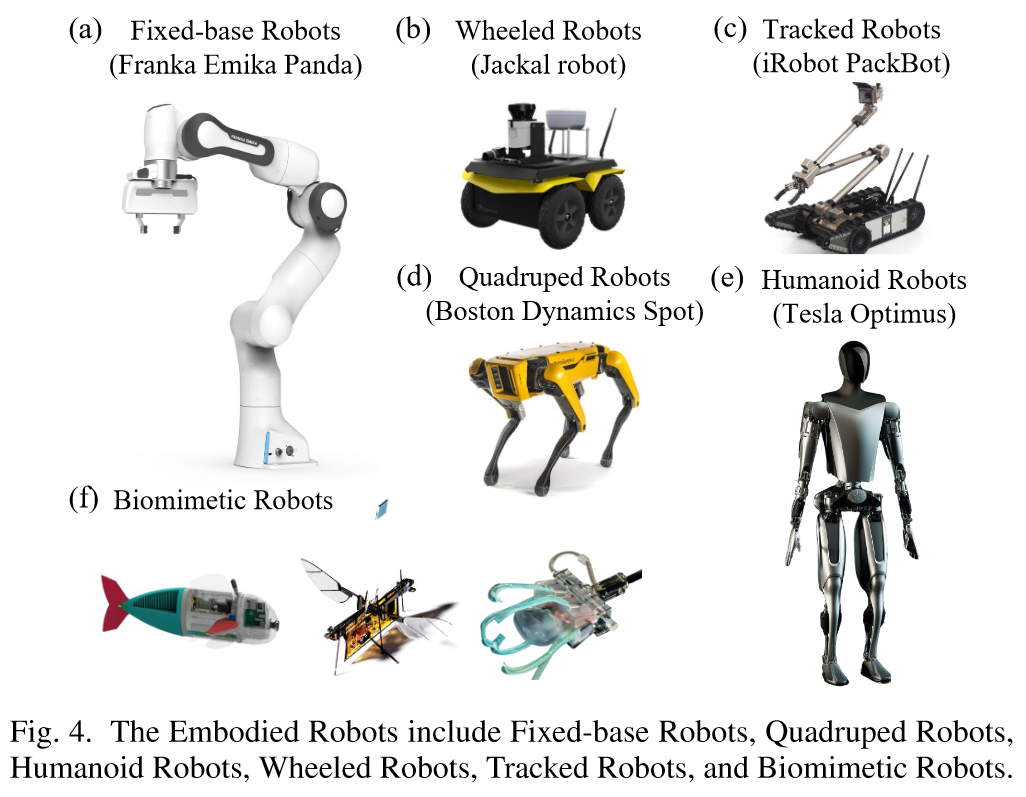 (a) Fixed-base Robots
(Franka Emika Panda)
(b) Wheeled Robots
(Jackal robot)
(c) Tracked Robots
(iRobot PackBot)
(d) Quadruped Robots
(Boston Dynamics Spot)
(e) Humanoid Robots
(Tesla Optimus)
(f) Biomimetic Robots
Fig. 4. The Embodied Robots include Fixed-base Robots, Quadruped Robots,
Humanoid Robots, Wheeled Robots, Tracked Robots, and Biomimetic Robots.